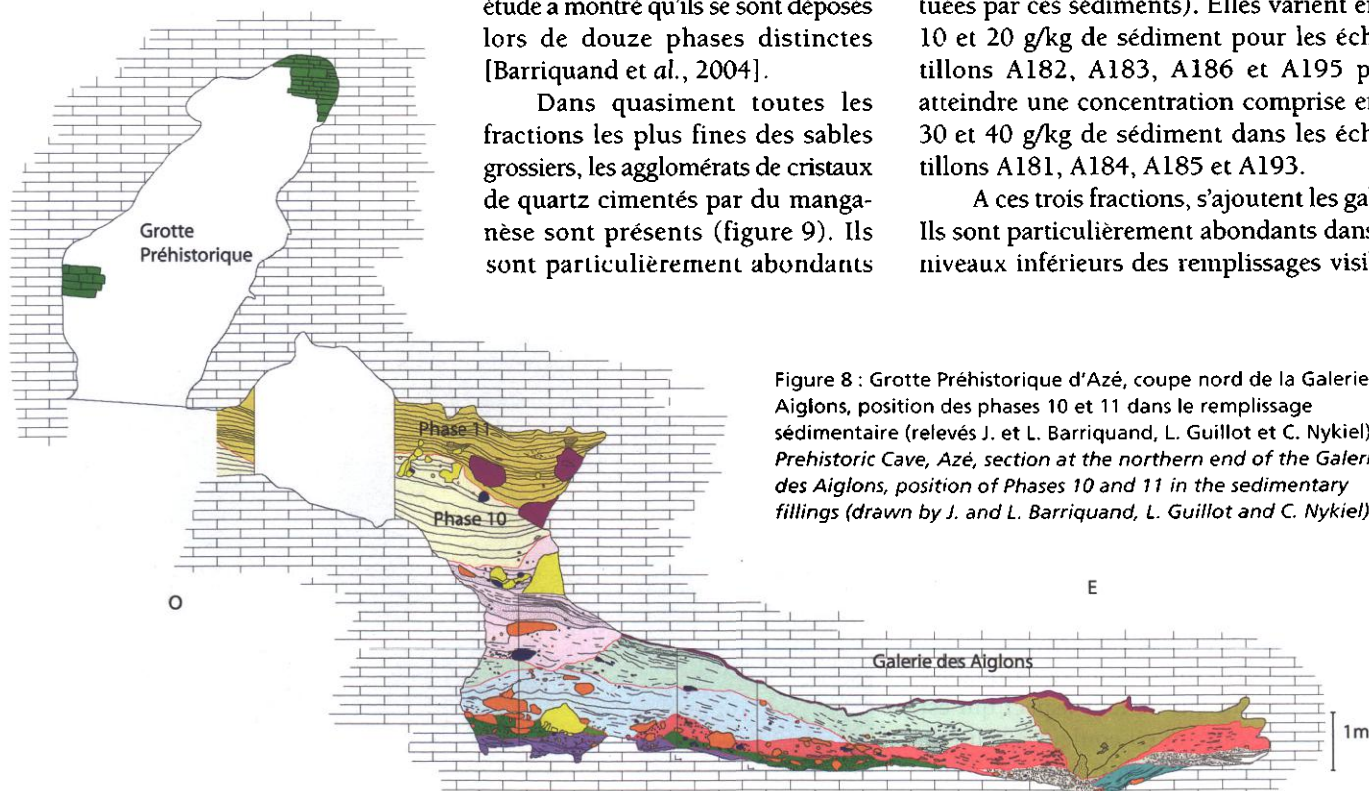 étude a montré qu'ils se sont déposés
lors de douze phases distinctes
[Barriquand et al., 2004].
Dans quasiment toutes les
fractions les plus fines des sables
grossiers, les agglomérats de cristaux
de quartz cimentés par du manga-
nèse sont présents (figure 9). Ils
sont particulièrement abondants
tuées par ces sédiments). Elles varient
10 et 20 g/kg de sédiment pour les
tillons A182, A183, A186 et A195
atteindre une concentration comprise
30 et 40 g/kg de sédiment dans les
tillons A181, A184, A185 et A193.
A ces trois fractions, s'ajoutent les
Ils sont particulièrement abondants dans
niveaux inférieurs des remplissages
Grotte
Préhistorique
Figure 8 : Grotte Préhistorique d'Azé, coupe nord de la Galerie
Aiglons, position des phases 10 et 11 dans le remplissage
sédimentaire (relevés J. et L. Barriquand, L. Guillot et C. Nykiel)
Prehistoric Cave, Azé, section at the northern end of the
des Aiglons, position of Phases 10 and 11 in the sedimentary
fillings (drawn by J. and L. Barriquand, L. Guillot and C. Nykiel)
Phase 11
Phase 10
O
E
Galerie des Aiglons
1m